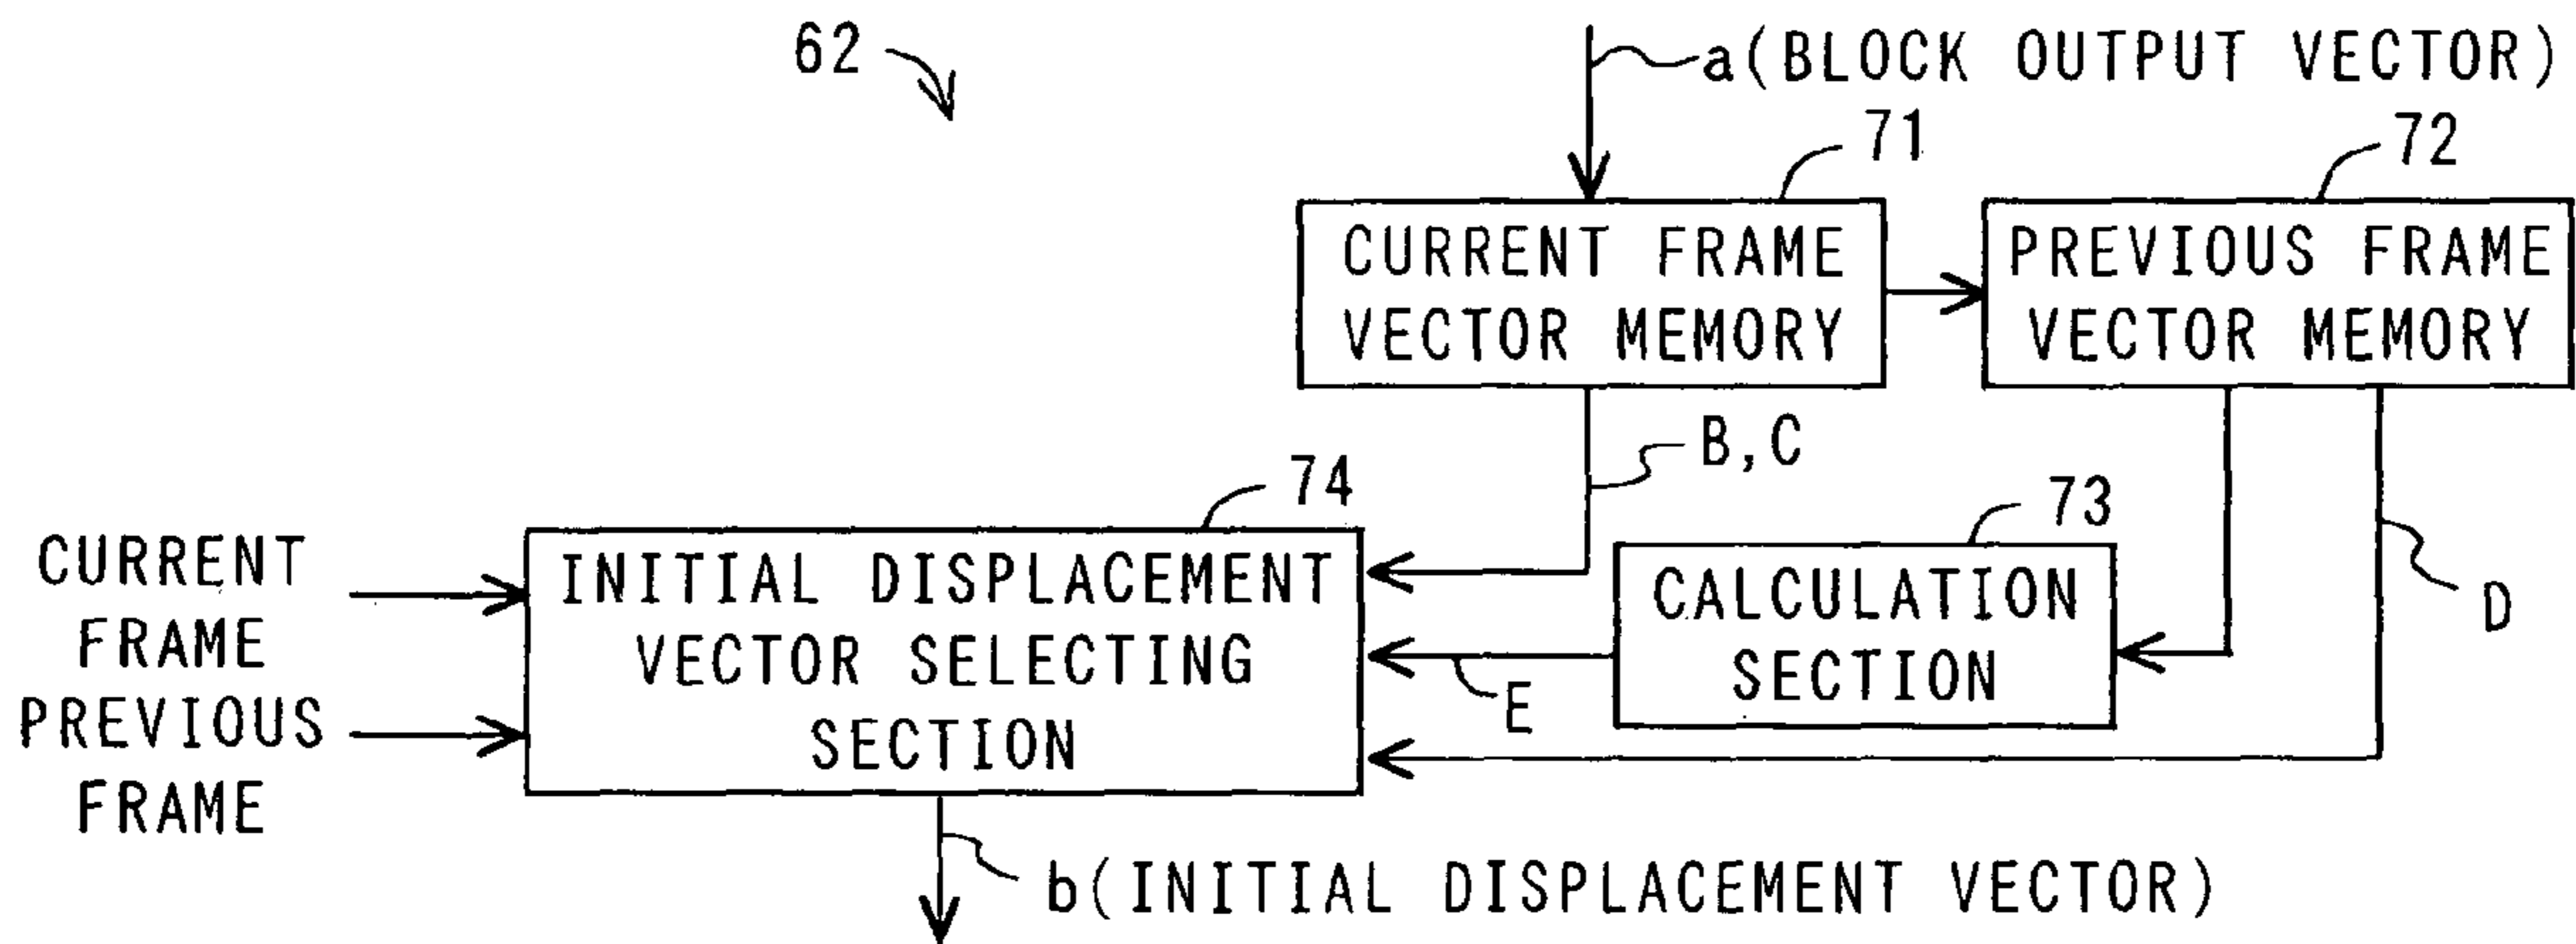 62
a(BLOCK OUTPUT VECTOR)
71
72
CURRENT FRAME
VECTOR MEMORY
PREVIOUS FRAME
VECTOR MEMORY
B,C
74
73
D
CURRENT
FRAME
PREVIOUS
FRAME
INITIAL DISPLACEMENT
VECTOR SELECTING
SECTION
CALCULATION
SECTION
E
b(INITIAL DISPLACEMENT VECTOR)